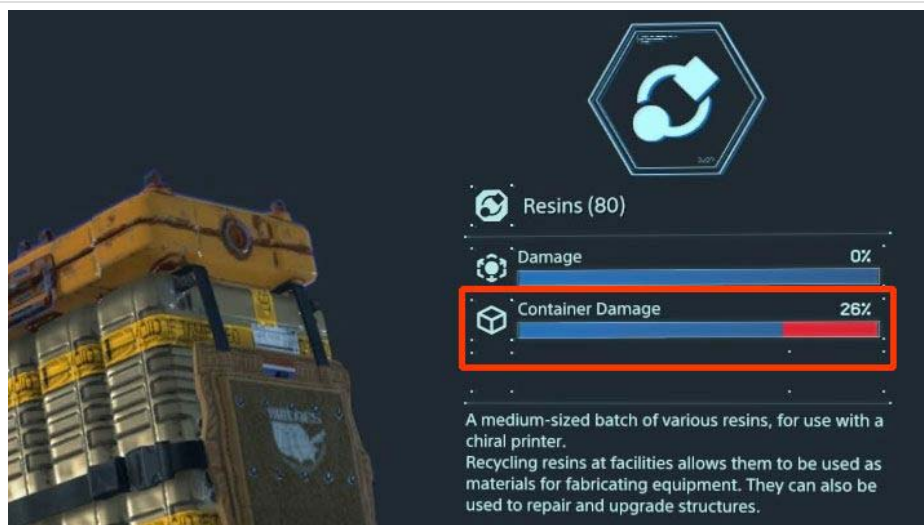 Resins (80)
Damage 0%
Container Damage 26%
A medium-sized batch of various resins, for use with a
chiral printer.
Recycling resins at facilities allows them to be used as
materials for fabricating equipment. They can also be
used to repair and upgrade structures.